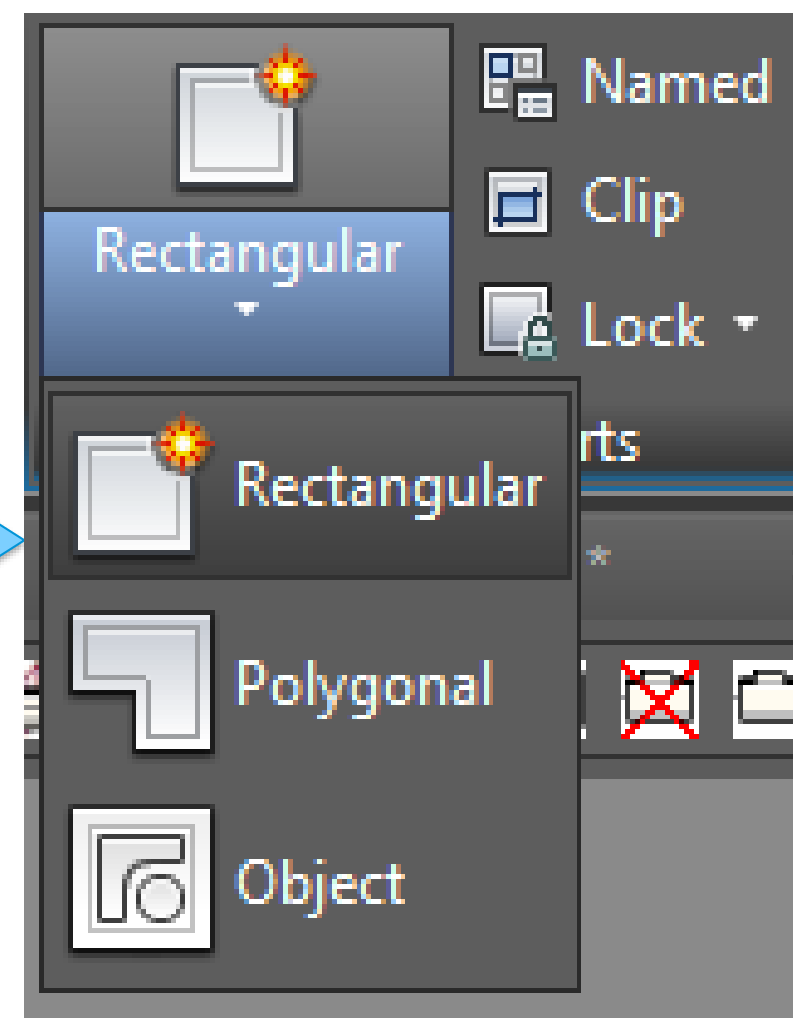 Rectangular
Named
Clip
Lock
rts
Rectangular
*
Polygonal
Object